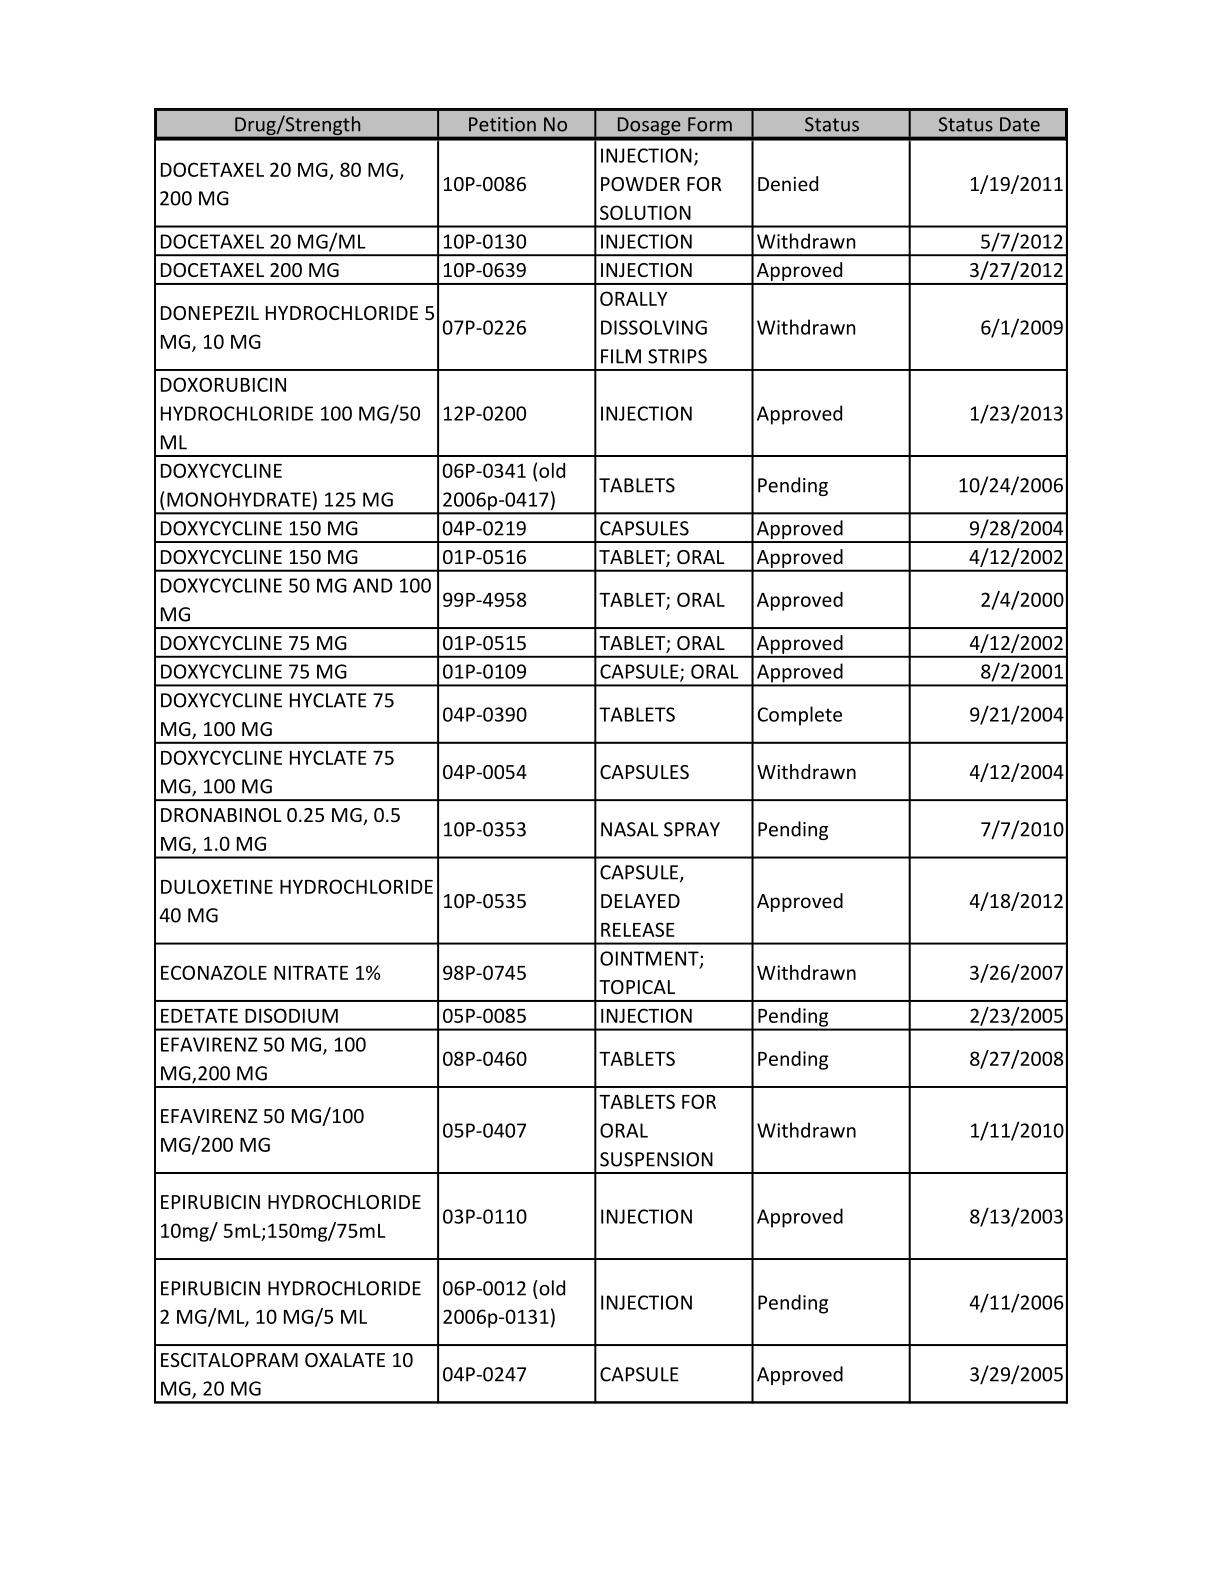 Drug/Strength Petition No Dosage Form Status Status Date
DOCETAXEL 20 MG, 80 MG,
200 MG
10P-0086
INJECTION;
POWDER FOR
SOLUTION
Denied
1/19/2011
DOCETAXEL 20 MG/ML 10P-0130 INJECTION Withdrawn 5/7/2012
DOCETAXEL 200 MG 10P-0639 INJECTION Approved 3/27/2012
DONEPEZIL HYDROCHLORIDE 5
MG, 10 MG
07P-0226
ORALLY
DISSOLVING
FILM STRIPS
Withdrawn
6/1/2009
DOXORUBICIN
HYDROCHLORIDE 100 MG/50
ML
12P-0200
INJECTION
Approved
1/23/2013
DOXYCYCLINE
(MONOHYDRATE) 125 MG
06P-0341 (old
2006p-0417)
TABLETS
Pending
10/24/2006
DOXYCYCLINE 150 MG 04P-0219 CAPSULES Approved 9/28/2004
DOXYCYCLINE 150 MG 01P-0516 TABLET; ORAL Approved 4/12/2002
DOXYCYCLINE 50 MG AND 100
MG
99P-4958
TABLET; ORAL
Approved
2/4/2000
DOXYCYCLINE 75 MG 01P-0515 TABLET; ORAL Approved 4/12/2002
DOXYCYCLINE 75 MG 01P-0109 CAPSULE; ORAL Approved 8/2/2001
DOXYCYCLINE HYCLATE 75
MG, 100 MG
04P-0390
TABLETS
Complete
9/21/2004
DOXYCYCLINE HYCLATE 75
MG, 100 MG
04P-0054
CAPSULES
Withdrawn
4/12/2004
DRONABINOL 0.25 MG, 0.5
MG, 1.0 MG
10P-0353
NASAL SPRAY
Pending
7/7/2010
DULOXETINE HYDROCHLORIDE
40 MG
10P-0535
CAPSULE,
DELAYED
RELEASE
Approved
4/18/2012
ECONAZOLE NITRATE 1%
98P-0745
OINTMENT;
TOPICAL
Withdrawn
3/26/2007
EDETATE DISODIUM 05P-0085 INJECTION Pending 2/23/2005
EFAVIRENZ 50 MG, 100
MG,200 MG
08P-0460
TABLETS
Pending
8/27/2008
EFAVIRENZ 50 MG/100
MG/200 MG
05P-0407
TABLETS FOR
ORAL
SUSPENSION
Withdrawn
1/11/2010
EPIRUBICIN HYDROCHLORIDE
10mg/ 5mL;150mg/75mL
03P-0110
INJECTION
Approved
8/13/2003
EPIRUBICIN HYDROCHLORIDE
2 MG/ML, 10 MG/5 ML
06P-0012 (old
2006p-0131)
INJECTION
Pending
4/11/2006
ESCITALOPRAM OXALATE 10
MG, 20 MG
04P-0247
CAPSULE
Approved
3/29/2005